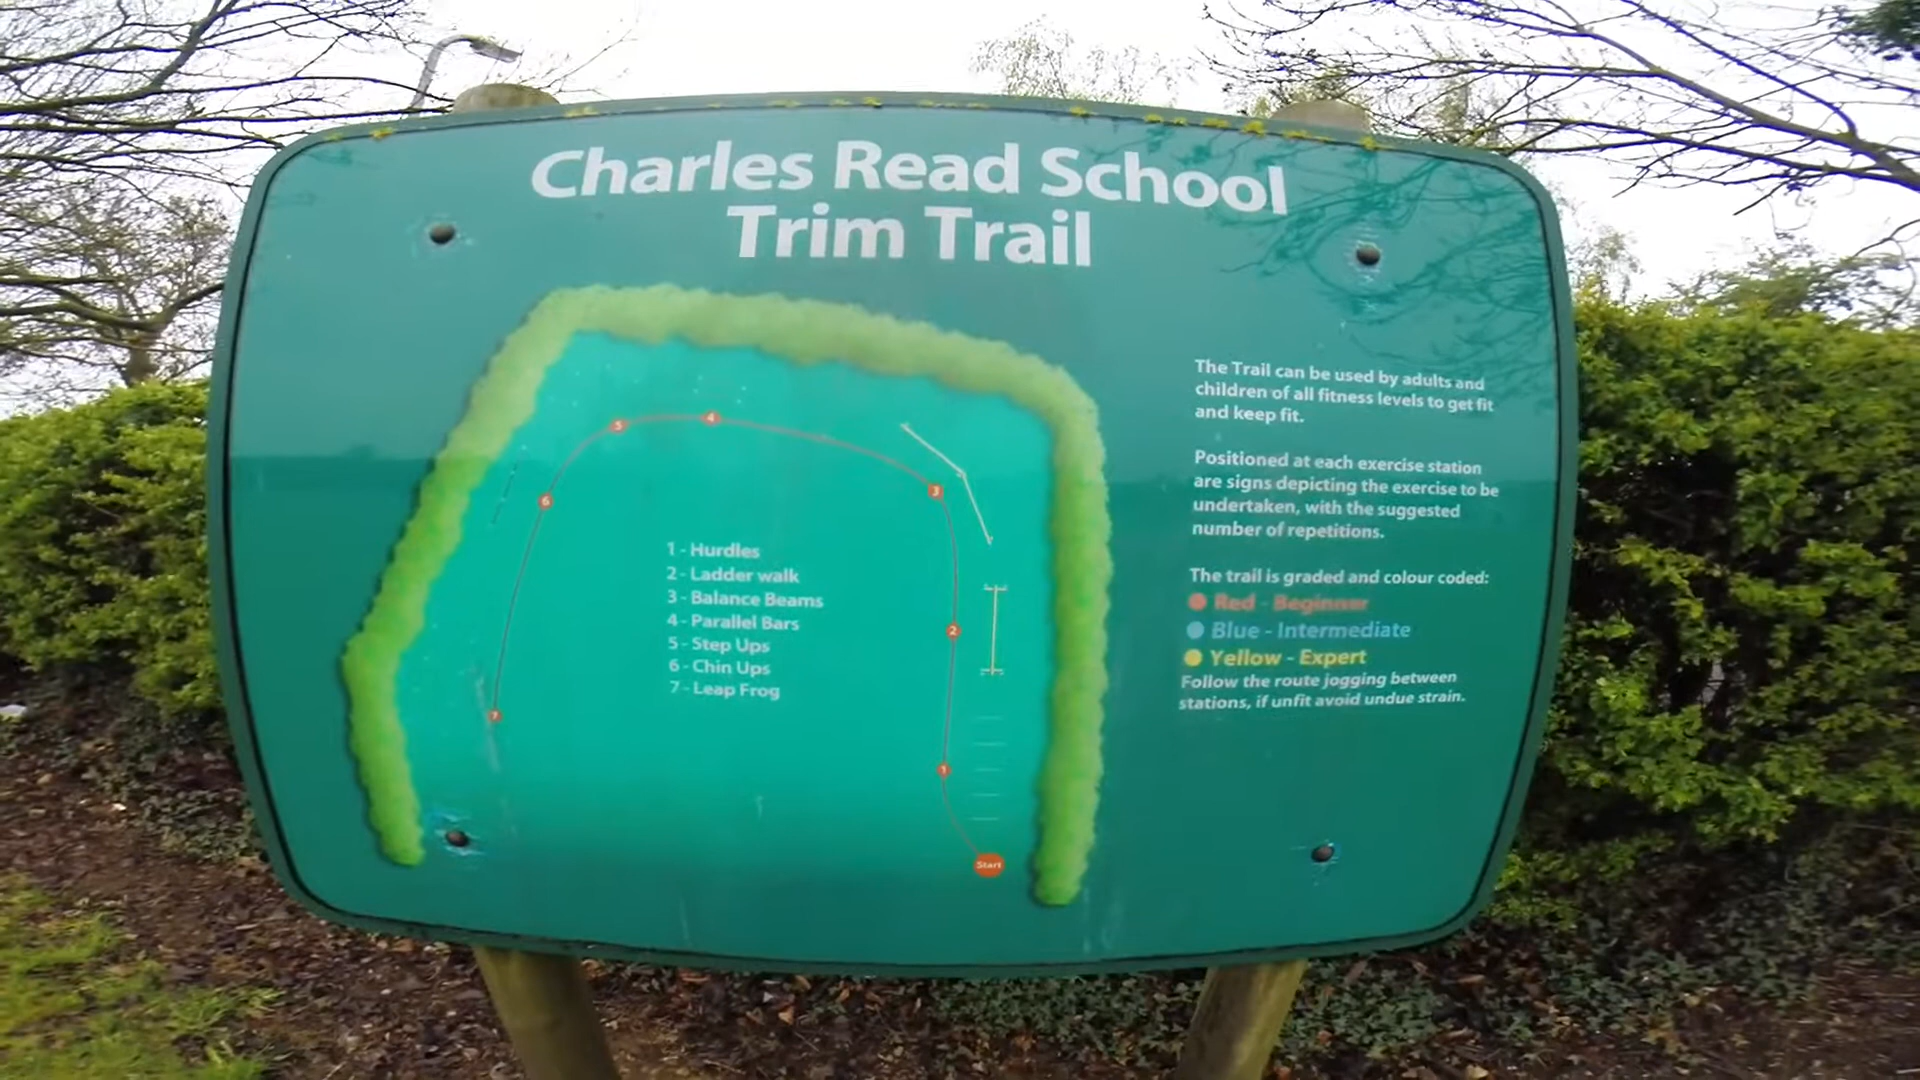 Charles Read School
Trim Trail
The Trail can be used by adults and
children of all fitness levels to get fit
and keep fit.
Positioned at each exercise station
are signs depicting the exercise to be
undertaken, with the suggested
number of repetitions.
The trail is graded and colour coded:
Red - Beginner
Blue - Intermediate
Yellow - Expert
Follow the route jogging between
stations, if unfit avoid undue strain.
1 - Hurdles
2 - Ladder walk
3 - Balance Beams
4 - Parallel Bars
5 - Step Ups
6 - Chin Ups
7 - Leap Frog
5
4
6
3
2
7
1
Start